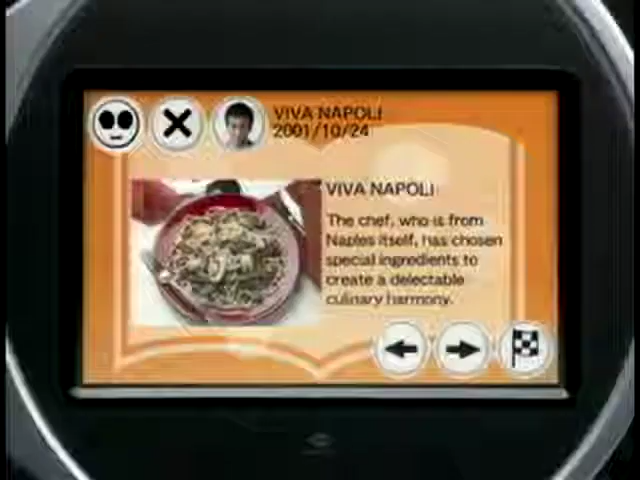 VIVA NAPOLI
2001/10/24
VIVA NAPOLI
The chef, who is from
Naples itself, has chosen
special ingredients to
create a delectable
culinary harmony.